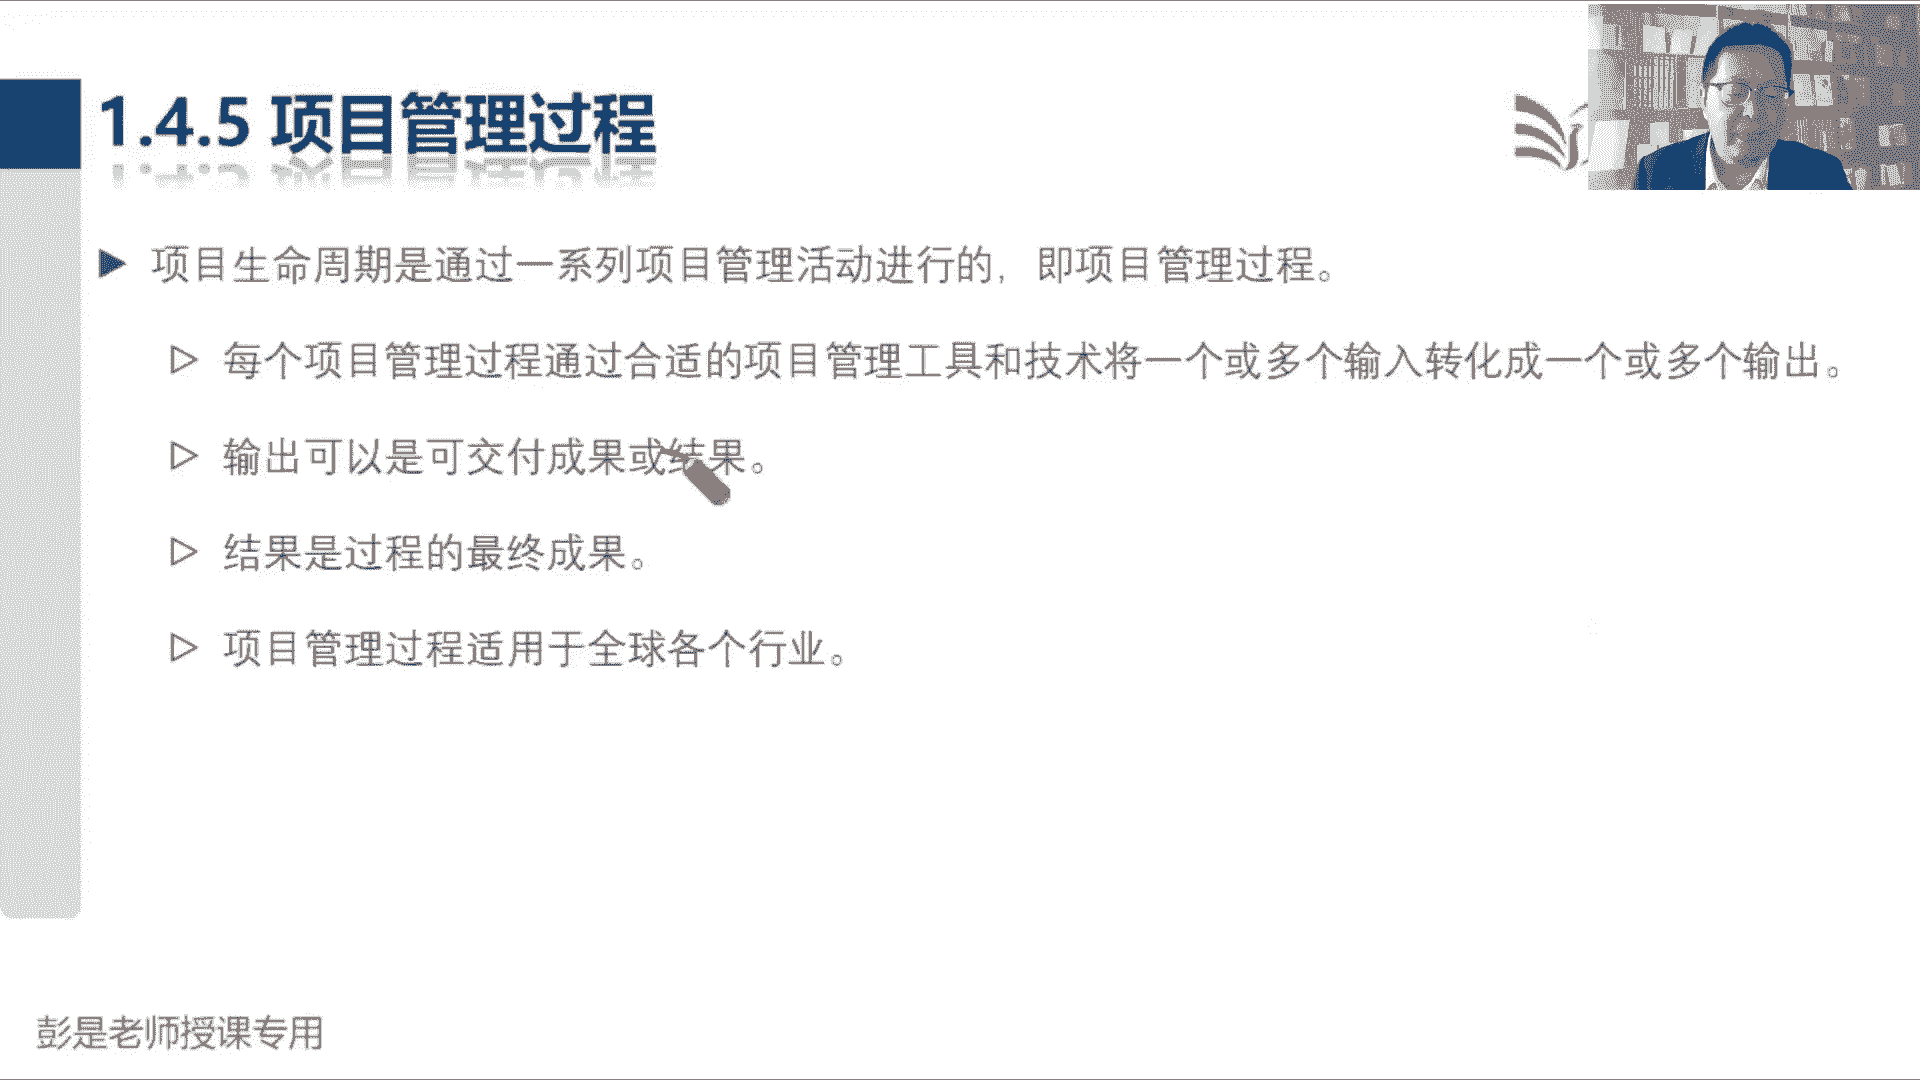 1.4.5 项目管理过程
项目生命周期是通过一系列项目管理活动进行的，即项目管理过程。
每个项目管理过程通过合适的项目管理工具和技术将一个或多个输入转化成一个或多个输出。
输出可以是可交付成果或结果。
结果是过程的最终成果。
项目管理过程适用于全球各个行业。
彭是老师授课专用